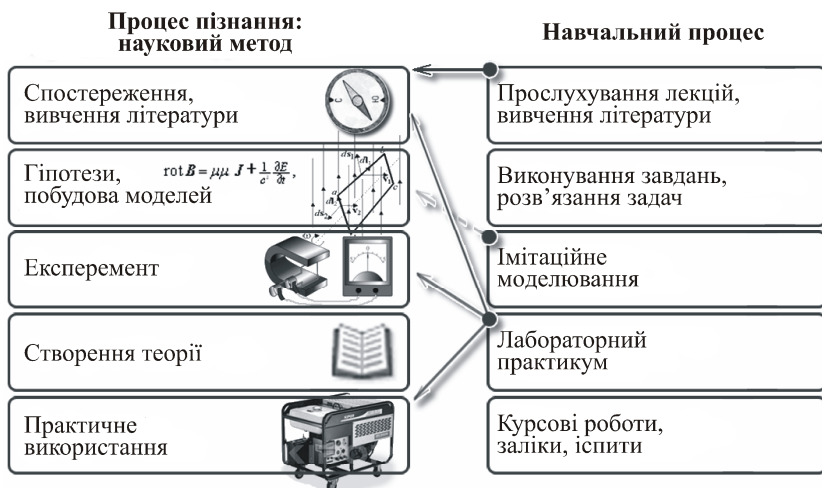 Процес пізнання:
науковий метод
Навчальний процес
Спостереження,
вивчення літератури
Гіпотези,
побудова моделей
Експеремент
Створення теорії
Практичне
використання
Прослухування лекцій,
вивчення літератури
Виконування завдань,
розв’язання задач
Імітаційне
моделювання
Лабораторний
практикум
Курсові роботи,
заліки, іспити